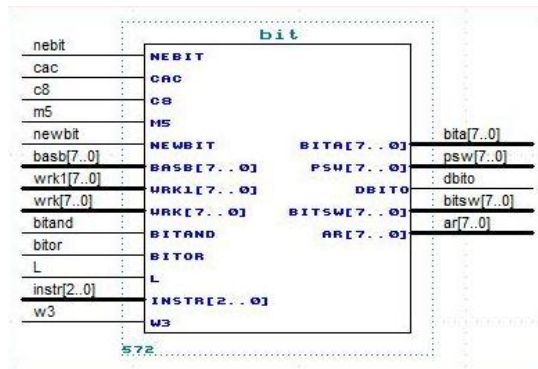 bit
nebit
cac
c8
m5
newbit
basb[7..0]
wrk1[7..0]
wrk[7..0]
bitand
bitor
L
instr[2..0]
w3
NEBIT
CAC
C8
M5
NEWBIT
BASB[7..0]
WRK1[7..0]
WRK[7..0]
BITAND
BITOR
L
INSTR[2..0]
W3
BITA[7..0]
PSW[7..0]
DBITO
BITSW[7..0]
AR[7..0]
bita[7..0]
psw[7..0]
dbito
bitsw[7..0]
ar[7..0]
572